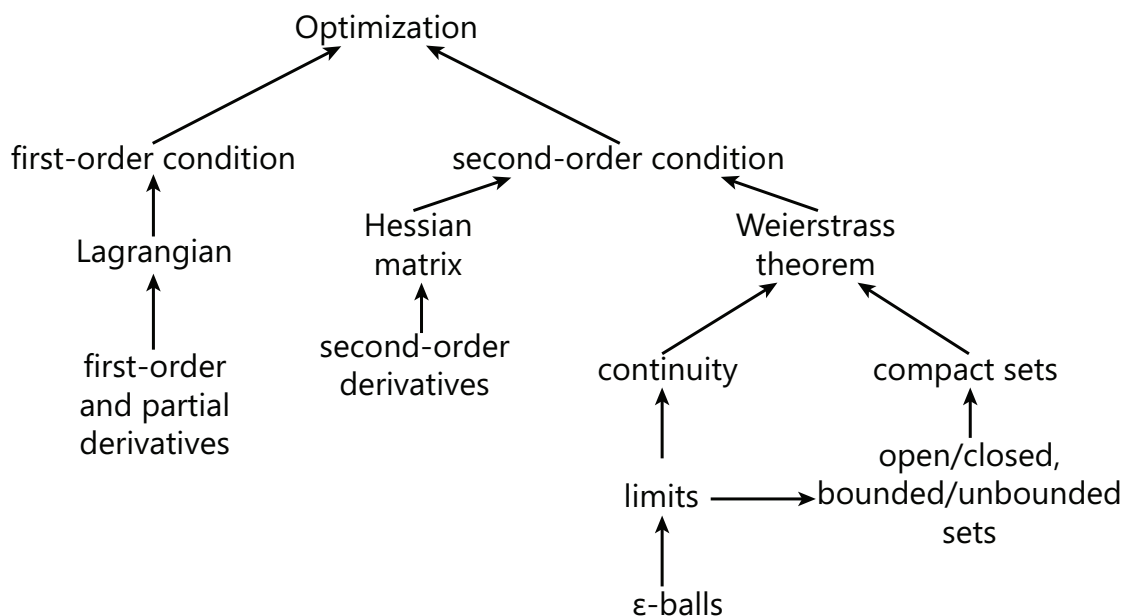 Optimization
first-order condition
second-order condition
Lagrangian
Hessian
matrix
Weierstrass
theorem
first-order
and partial
derivatives
second-order
derivatives
continuity
compact sets
limits
open/closed,
bounded/unbounded
sets
ε-balls